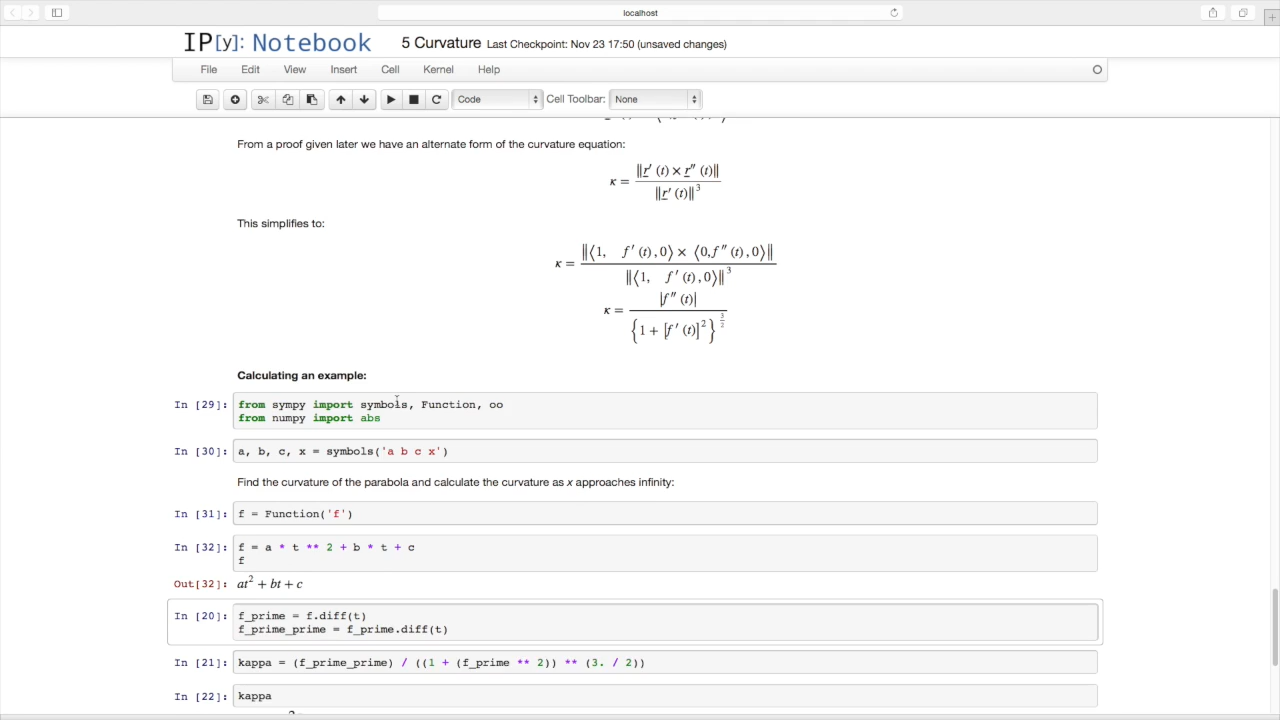 localhost
IP[y]: Notebook 5 Curvature Last Checkpoint: Nov 23 17:50 (unsaved changes)
File Edit View Insert Cell Kernel Help
Code Cell Toolbar: None
From a proof given later we have an alternate form of the curvature equation:
κ = ‖r′ (t) × r″ (t)‖ / ‖r′ (t)‖³
This simplifies to:
κ = ‖⟨1, f′ (t), 0⟩ × ⟨0, f″ (t), 0⟩‖ / ‖⟨1, f′ (t), 0⟩‖³
κ = |f″ (t)| / {1 + [f′ (t)]²}^(3/2)
Calculating an example:
In [29]: from sympy import symbols, Function, oo
from numpy import abs
In [30]: a, b, c, x = symbols('a b c x')
Find the curvature of the parabola and calculate the curvature as x approaches infinity:
In [31]: f = Function('f')
In [32]: f = a * t ** 2 + b * t + c
f
Out[32]: at² + bt + c
In [20]: f_prime = f.diff(t)
f_prime_prime = f_prime.diff(t)
In [21]: kappa = (f_prime_prime) / ((1 + (f_prime ** 2)) ** (3. / 2))
In [22]: kappa